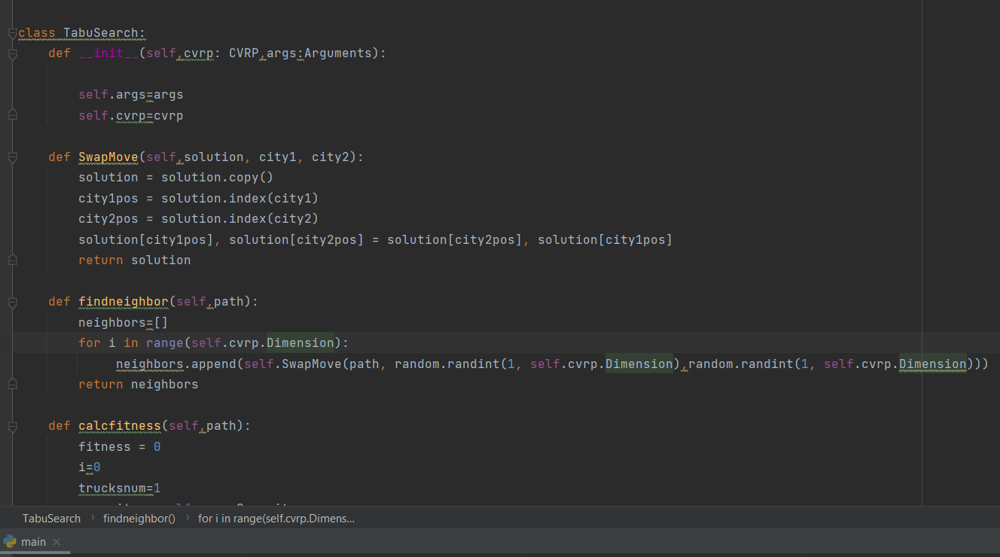 class TabuSearch:
def __init__(self,cvrp: CVRP,args:Arguments):
self.args=args
self.cvrp=cvrp
def SwapMove(self,solution, city1, city2):
solution = solution.copy()
city1pos = solution.index(city1)
city2pos = solution.index(city2)
solution[city1pos], solution[city2pos] = solution[city2pos], solution[city1pos]
return solution
def findneighbor(self,path):
neighbors=[]
for i in range(self.cvrp.Dimension):
neighbors.append(self.SwapMove(path, random.randint(1, self.cvrp.Dimension),random.randint(1, self.cvrp.Dimension)))
return neighbors
def calcfitness(self,path):
fitness = 0
i=0
trucksnum=1
TabuSearch › findneighbor() › for i in range(self.cvrp.Dimens...
main